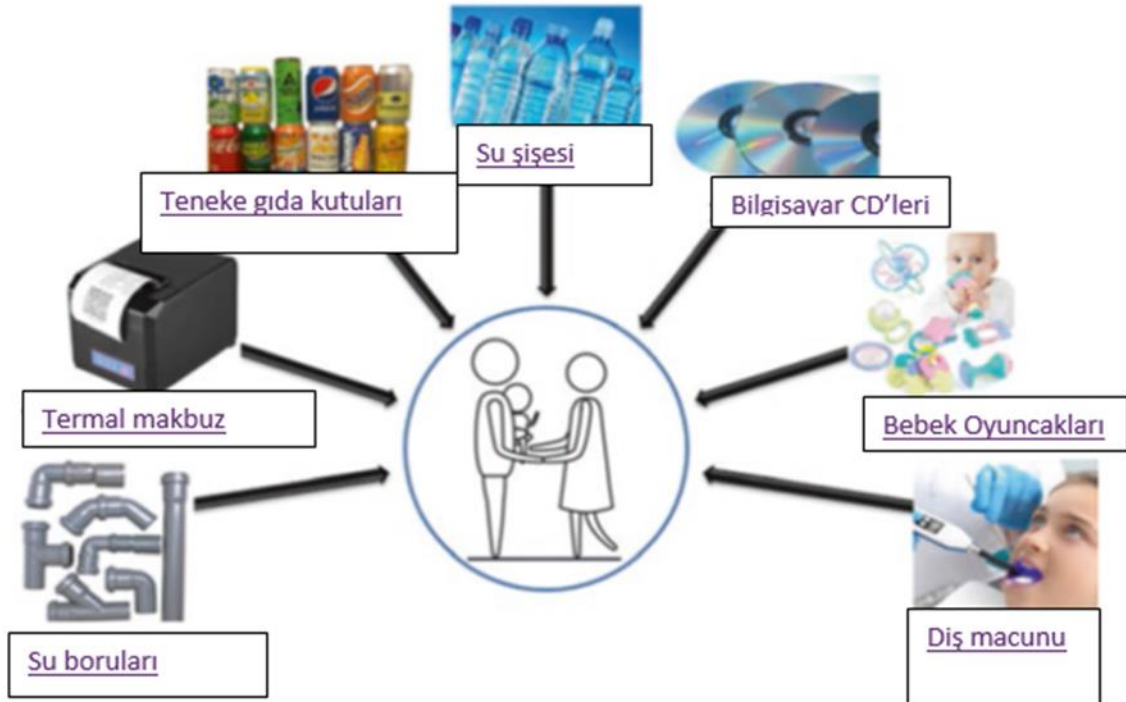 Su şişesi
Teneke gıda kutuları
Bilgisayar CD'leri
Termal makbuz
Bebek Oyuncakları
Su boruları
Diş macunu